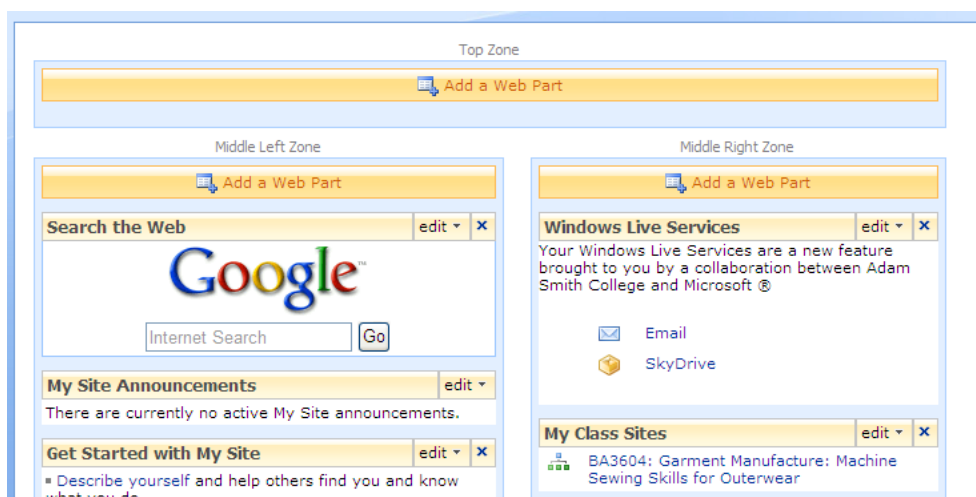 Top Zone
Add a Web Part
Middle Left Zone
Add a Web Part
Search the Web
edit
Google™
Internet Search
Go
My Site Announcements
edit
There are currently no active My Site announcements.
Get Started with My Site
edit
Describe yourself and help others find you and know
what you do
Middle Right Zone
Add a Web Part
Windows Live Services
edit
Your Windows Live Services are a new feature
brought to you by a collaboration between Adam
Smith College and Microsoft ®
Email
SkyDrive
My Class Sites
edit
BA3604: Garment Manufacture: Machine
Sewing Skills for Outerwear